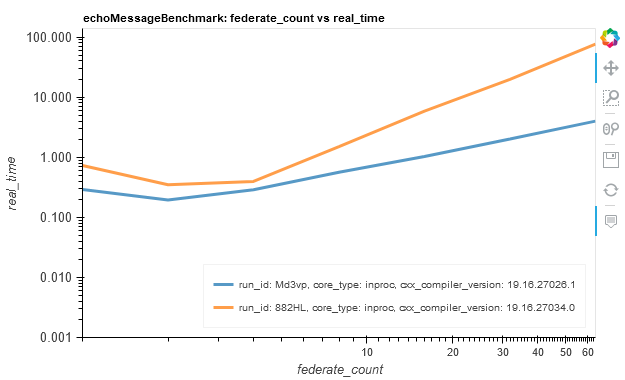 echoMessageBenchmark: federate_count vs real_time
100.000
10.000
1.000
0.100
0.010
0.001
real_time
run_id: Md3vp, core_type: inproc, cxx_compiler_version: 19.16.27026.1
run_id: 882HL, core_type: inproc, cxx_compiler_version: 19.16.27034.0
10 20 30 40 50 60
federate_count